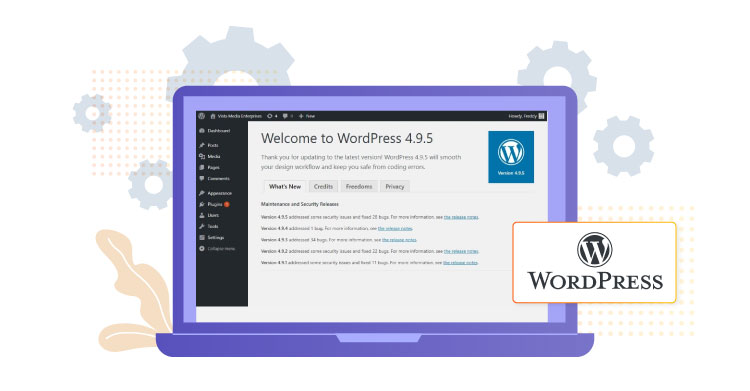 Vista Media Enterprises 4 New Howdy, Freddy
Dashboard
Posts
Media
Pages
Comments
Appearance
Plugins
Users
Tools
Settings
Collapse menu
Welcome to WordPress 4.9.5
Thank you for updating to the latest version! WordPress 4.9.5 will smooth
your design workflow and keep you safe from coding errors.
Version 4.9.5
What's New Credits Freedoms Privacy
Maintenance and Security Releases
Version 4.9.5 addressed some security issues and fixed 28 bugs. For more information, see the release notes.
Version 4.9.4 addressed 1 bug. For more information, see the release notes.
Version 4.9.3 addressed 34 bugs. For more information, see the release notes.
Version 4.9.2 addressed some security issues and fixed 22 bugs. For more information, see the release notes.
Version 4.9.1 addressed some security issues and fixed 11 bugs. For more information, see the release notes.
WORDPRESS